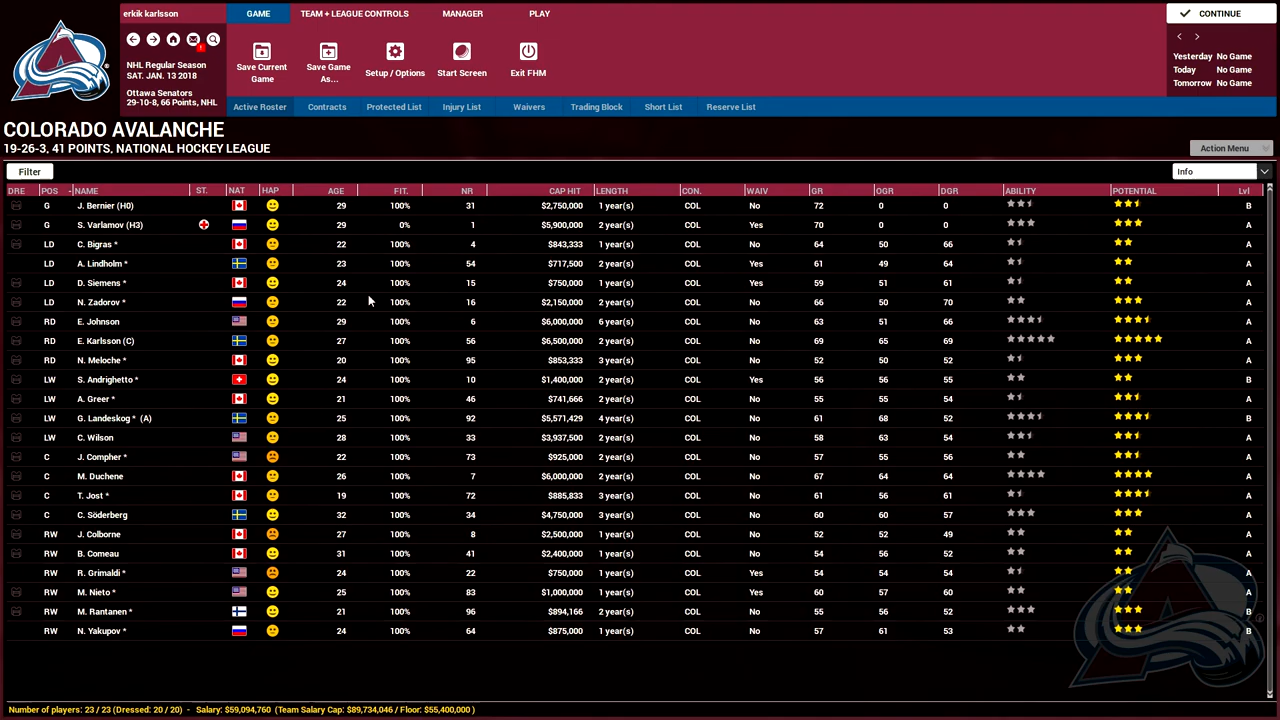 erkik karlsson GAME TEAM + LEAGUE CONTROLS MANAGER PLAY CONTINUE
NHL Regular Season
SAT. JAN. 13 2018
Ottawa Senators
29-10-8, 66 Points, NHL
Save Current Game
Save Game As...
Setup / Options
Start Screen
Exit FHM
Yesterday No Game
Today No Game
Tomorrow No Game
Active Roster Contracts Protected List Injury List Waivers Trading Block Short List Reserve List
COLORADO AVALANCHE
19-26-3, 41 POINTS, NATIONAL HOCKEY LEAGUE
Action Menu
Filter Info
DRE POS NAME ST. NAT HAP AGE FIT. NR CAP HIT LENGTH CON. WAIV GR OGR DGR ABILITY POTENTIAL Lvl
G J. Bernier (H0) 29 100% 31 $2,750,000 1 year(s) COL No 72 0 0 B
G S. Varlamov (H3) 29 0% 1 $5,900,000 2 year(s) COL Yes 70 0 0 A
LD C. Bigras * 22 100% 4 $843,333 1 year(s) COL No 64 50 66 A
LD A. Lindholm * 23 100% 54 $717,500 2 year(s) COL Yes 61 49 64 A
LD D. Siemens * 24 100% 15 $750,000 1 year(s) COL Yes 59 51 61 A
LD N. Zadorov * 22 100% 16 $2,150,000 2 year(s) COL No 66 50 70 A
RD E. Johnson 29 100% 6 $6,000,000 6 year(s) COL No 63 51 66 A
RD E. Karlsson (C) 27 100% 56 $6,500,000 2 year(s) COL No 69 65 69 A
RD N. Meloche * 20 100% 95 $853,333 3 year(s) COL No 52 50 52 A
LW S. Andrighetto * 24 100% 10 $1,400,000 2 year(s) COL Yes 56 56 55 B
LW A. Greer * 21 100% 46 $741,666 2 year(s) COL No 55 55 54 A
LW G. Landeskog * (A) 25 100% 92 $5,571,429 4 year(s) COL No 61 68 52 B
LW C. Wilson 28 100% 33 $3,937,500 2 year(s) COL No 58 63 54 A
C J. Compher * 22 100% 73 $925,000 2 year(s) COL No 57 55 56 A
C M. Duchene 26 100% 7 $6,000,000 2 year(s) COL No 67 64 64 A
C T. Jost * 19 100% 72 $885,833 3 year(s) COL No 61 56 61 A
C C. Söderberg 32 100% 34 $4,750,000 3 year(s) COL No 60 60 57 A
RW J. Colborne 27 100% 8 $2,500,000 1 year(s) COL No 52 52 49 A
RW B. Comeau 31 100% 41 $2,400,000 1 year(s) COL No 54 56 52 A
RW R. Grimaldi * 24 100% 22 $750,000 1 year(s) COL Yes 54 54 54 A
RW M. Nieto * 25 100% 83 $1,000,000 1 year(s) COL Yes 60 57 60 A
RW M. Rantanen * 21 100% 96 $894,166 2 year(s) COL No 55 56 52 B
RW N. Yakupov * 24 100% 64 $875,000 1 year(s) COL No 57 61 53 B
Number of players: 23 / 23 (Dressed: 20 / 20) - Salary: $59,094,760 (Team Salary Cap: $89,734,046 / Floor: $55,400,000 )